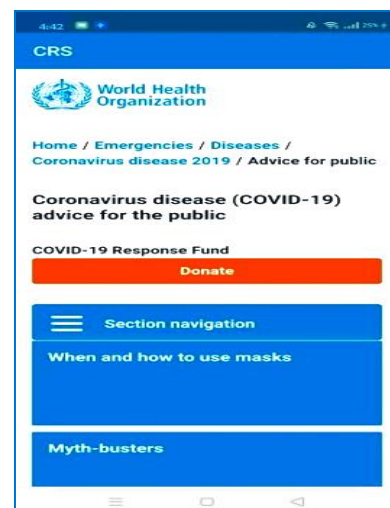 4:42
25%
CRS
World Health
Organization
Home / Emergencies / Diseases /
Coronavirus disease 2019 / Advice for public
Coronavirus disease (COVID-19)
advice for the public
COVID-19 Response Fund
Donate
Section navigation
When and how to use masks
Myth-busters